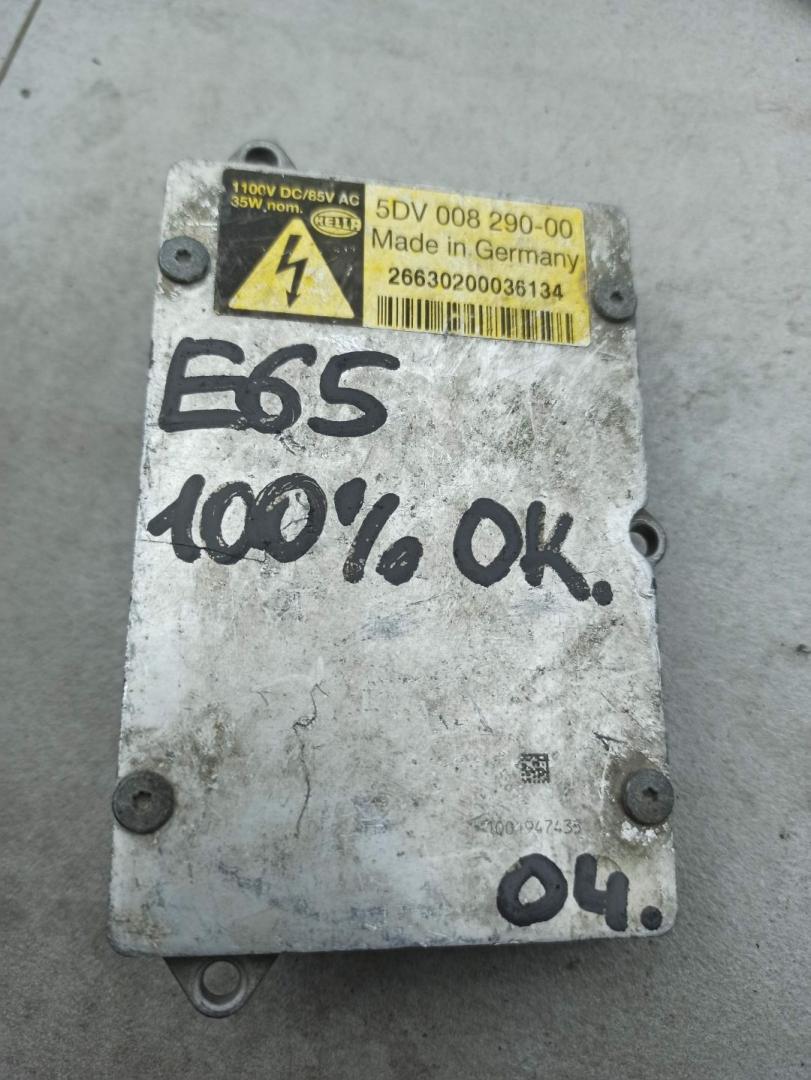 1100V DC/85V AC
35W nom.
HELLA
5DV 008 290-00
Made in Germany
26630200036134
E65
100% OK.
04.